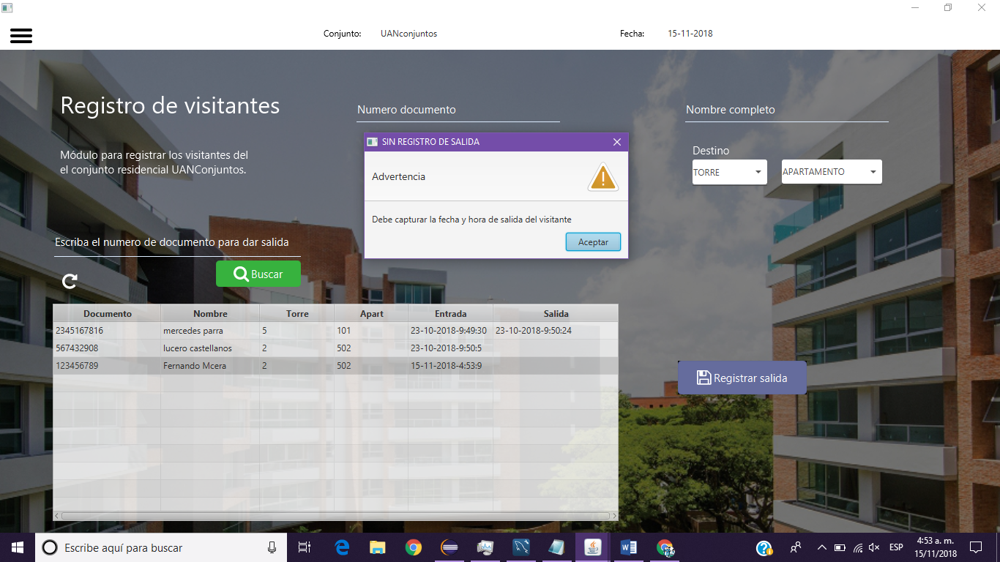 Conjunto: UANconjuntos Fecha: 15-11-2018
Registro de visitantes
Numero documento
Nombre completo
Módulo para registrar los visitantes del
el conjunto residencial UANConjuntos.
Destino
TORRE APARTAMENTO
SIN REGISTRO DE SALIDA
Advertencia
Debe capturar la fecha y hora de salida del visitante
Aceptar
Escriba el numero de documento para dar salida
Buscar
Documento Nombre Torre Apart Entrada Salida
2345167816 mercedes parra 5 101 23-10-2018-9:49:30 23-10-2018-9:50:24
567432908 lucero castellanos 2 502 23-10-2018-9:50:5
123456789 Fernando Mcera 2 502 15-11-2018-4:53:9
Registrar salida
Escribe aquí para buscar
ESP
4:53 a. m.
15/11/2018